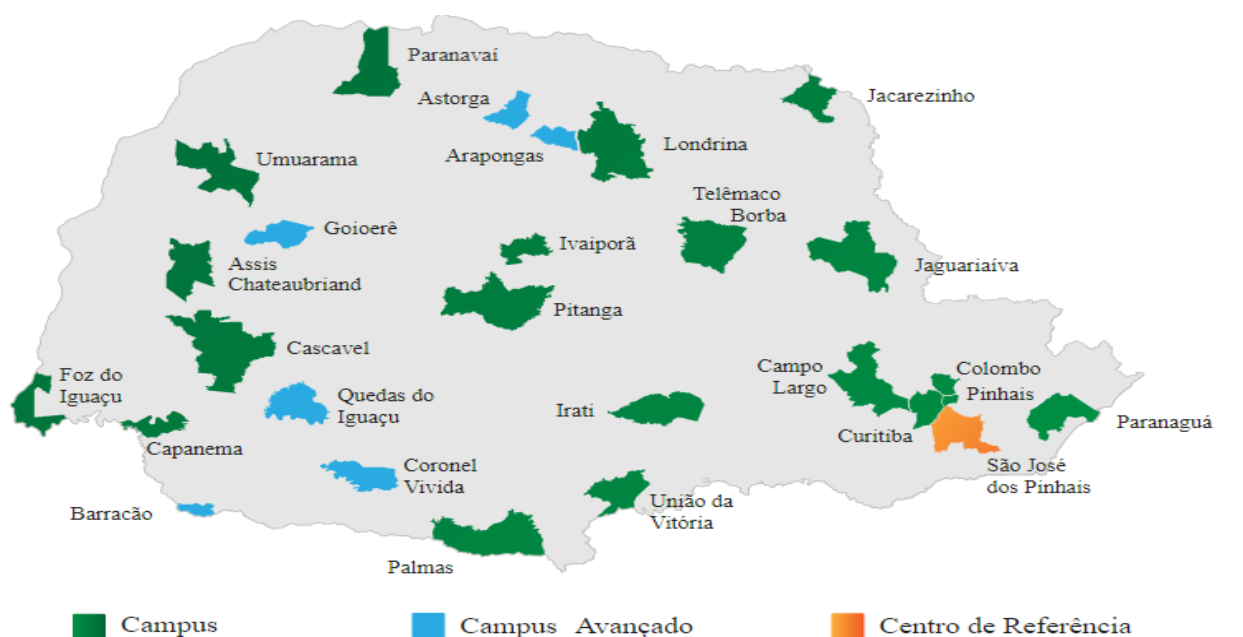 Paranavaí
Astorga
Jacarezinho
Arapongas
Londrina
Umuarama
Telêmaco
Borba
Goioerê
Ivaiporã
Assis
Chateaubriand
Jaguariaíva
Pitanga
Cascavel
Foz do
Iguaçu
Quedas do
Iguaçu
Campo
Largo
Colombo
Pinhais
Irati
Curitiba
Paranaguá
Capanema
Coronel
Vivida
São José
dos Pinhais
Barracão
União da
Vitória
Palmas
Campus
Campus Avançado
Centro de Referência